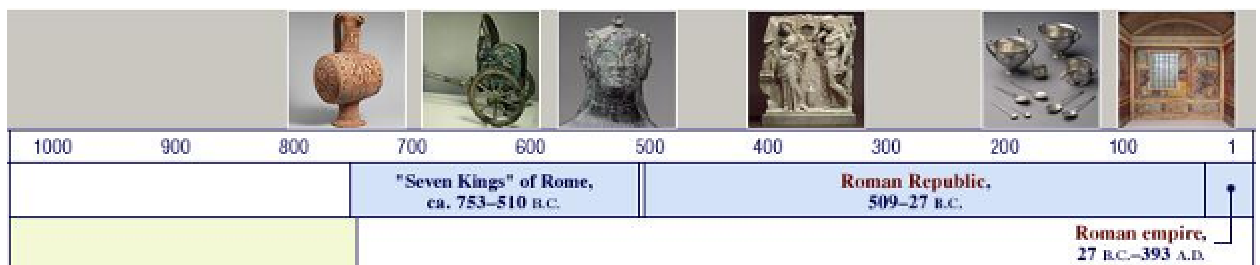 1000 900 800 700 600 500 400 300 200 100 1
"Seven Kings" of Rome,
ca. 753–510 B.C.
Roman Republic,
509–27 B.C.
Roman empire,
27 B.C.–393 A.D.